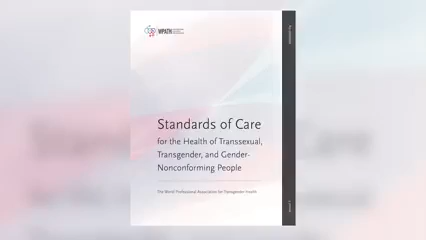 WPATH
Standards of Care
for the Health of Transsexual,
Transgender, and Gender-
Nonconforming People
The World Professional Association for Transgender Health